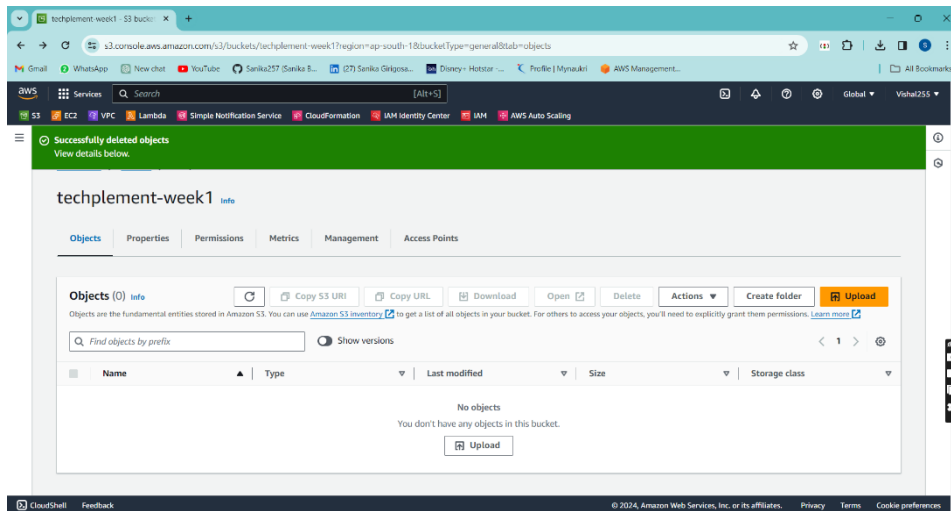 techplement-week1 - S3 bucket
s3.console.aws.amazon.com/s3/buckets/techplement-week1?region=ap-south-1&bucketType=general&tab=objects
Gmail WhatsApp New chat YouTube Sanika257 (Sanika B... (27) Sanika Girigosa... Disney+ Hotstar -... Profile | Mynaukri AWS Management... All Bookmarks
aws Services Search [Alt+S] Global Vishal255
S3 EC2 VPC Lambda Simple Notification Service CloudFormation IAM Identity Center IAM AWS Auto Scaling
Successfully deleted objects
View details below.
techplement-week1 Info
Objects Properties Permissions Metrics Management Access Points
Objects (0) Info Copy S3 URI Copy URL Download Open Delete Actions Create folder Upload
Objects are the fundamental entities stored in Amazon S3. You can use Amazon S3 inventory to get a list of all objects in your bucket. For others to access your objects, you'll need to explicitly grant them permissions. Learn more
Find objects by prefix Show versions 1
Name Type Last modified Size Storage class
No objects
You don't have any objects in this bucket.
Upload
CloudShell Feedback © 2024, Amazon Web Services, Inc. or its affiliates. Privacy Terms Cookie preferences